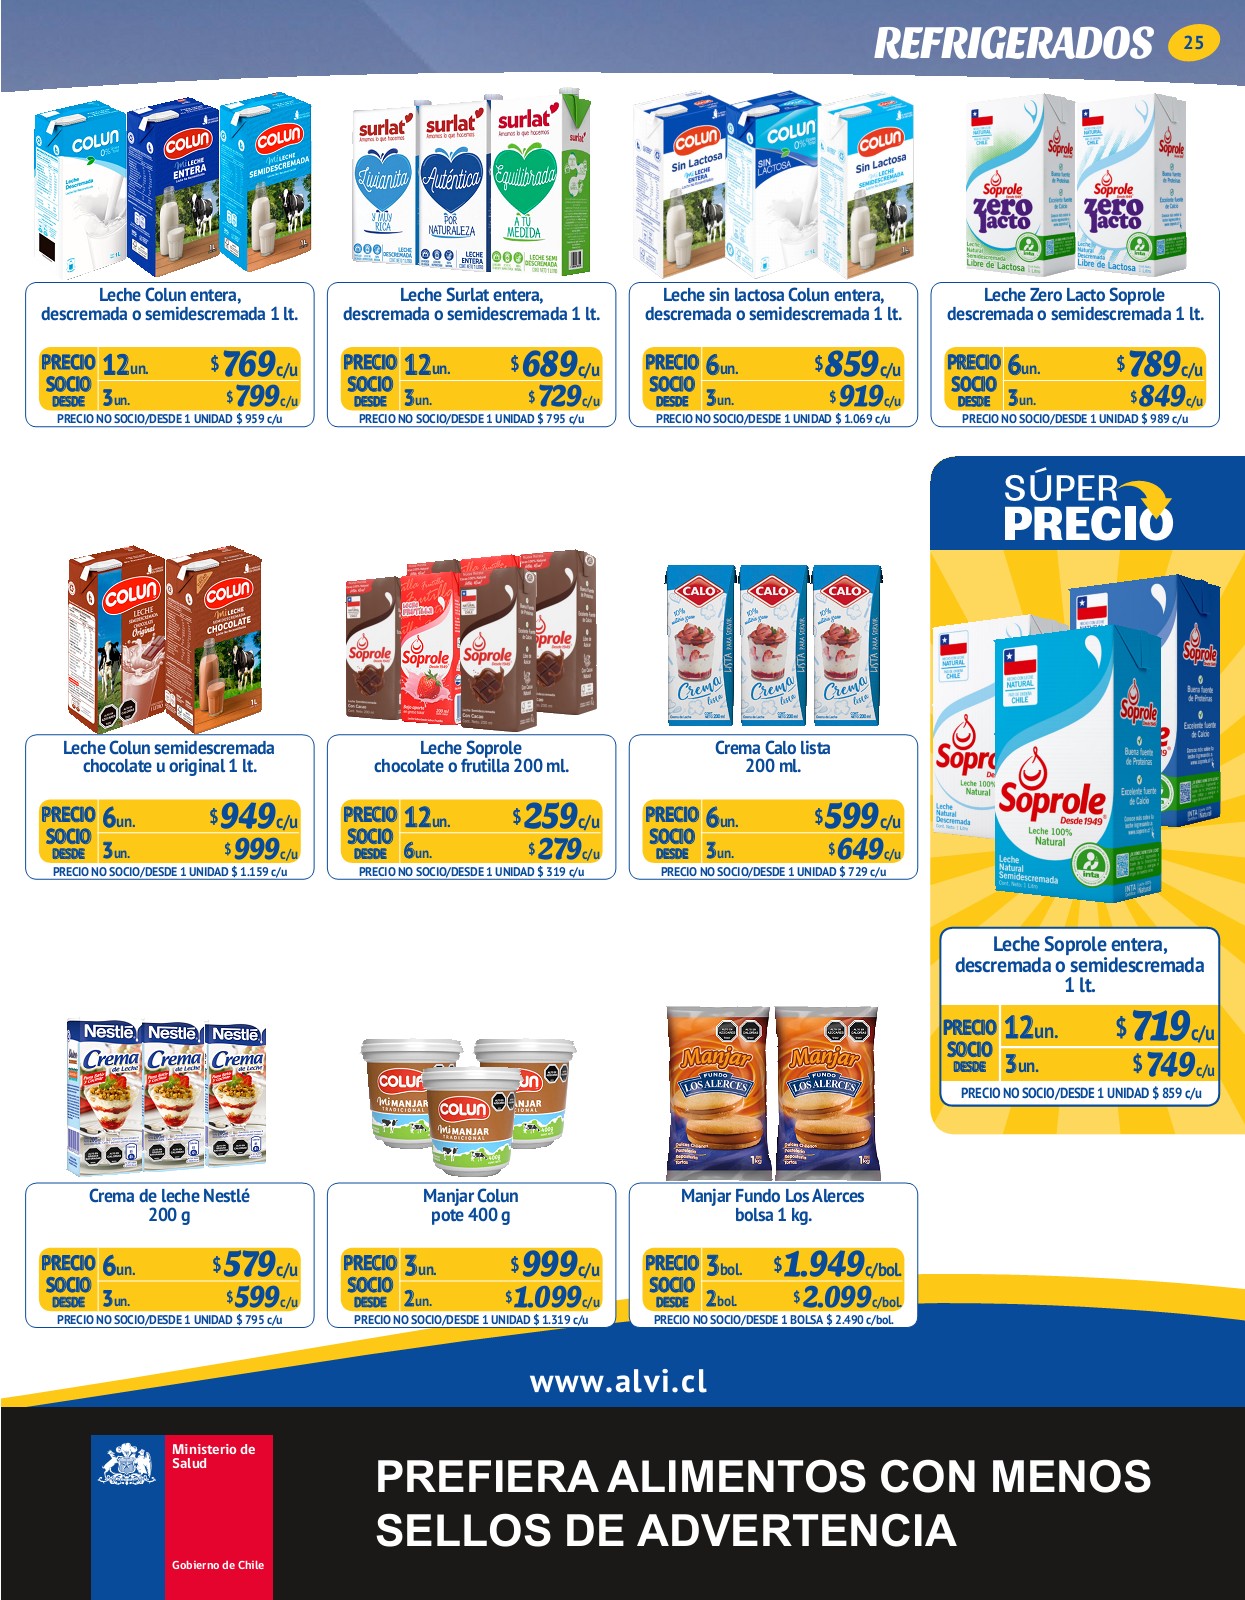 REFRIGERADOS 25
Leche Colun entera,
descremada o semidescremada 1 lt.
PRECIO SOCIO DESDE
12un. $769c/u
3un. $799c/u
PRECIO NO SOCIO/DESDE 1 UNIDAD $ 959 c/u
Leche Surlat entera,
descremada o semidescremada 1 lt.
PRECIO SOCIO DESDE
12un. $689c/u
3un. $729c/u
PRECIO NO SOCIO/DESDE 1 UNIDAD $ 795 c/u
Leche sin lactosa Colun entera,
descremada o semidescremada 1 lt.
PRECIO SOCIO DESDE
6un. $859c/u
3un. $919c/u
PRECIO NO SOCIO/DESDE 1 UNIDAD $ 1.069 c/u
Leche Zero Lacto Soprole
descremada o semidescremada 1 lt.
PRECIO SOCIO DESDE
6un. $789c/u
3un. $849c/u
PRECIO NO SOCIO/DESDE 1 UNIDAD $ 989 c/u
Leche Colun semidescremada
chocolate u original 1 lt.
PRECIO SOCIO DESDE
6un. $949c/u
3un. $999c/u
PRECIO NO SOCIO/DESDE 1 UNIDAD $ 1.159 c/u
Leche Soprole
chocolate o frutilla 200 ml.
PRECIO SOCIO DESDE
12un. $259c/u
6un. $279c/u
PRECIO NO SOCIO/DESDE 1 UNIDAD $ 319 c/u
Crema Calo lista
200 ml.
PRECIO SOCIO DESDE
6un. $599c/u
3un. $649c/u
PRECIO NO SOCIO/DESDE 1 UNIDAD $ 729 c/u
SÚPER
PRECIO
Soprole
Desde 1949
Leche 100%
Natural
Leche
Natural
Semidescremada
Leche Soprole entera,
descremada o semidescremada
1 lt.
PRECIO SOCIO DESDE
12un. $719c/u
3un. $749c/u
PRECIO NO SOCIO/DESDE 1 UNIDAD $ 859 c/u
Crema de leche Nestlé
200 g
PRECIO SOCIO DESDE
6un. $579c/u
3un. $599c/u
PRECIO NO SOCIO/DESDE 1 UNIDAD $ 795 c/u
Manjar Colun
pote 400 g
PRECIO SOCIO DESDE
3un. $999c/u
2un. $1.099c/u
PRECIO NO SOCIO/DESDE 1 UNIDAD $ 1.319 c/u
Manjar Fundo Los Alerces
bolsa 1 kg.
PRECIO SOCIO DESDE
3bol. $1.949c/bol.
2bol. $2.099c/bol.
PRECIO NO SOCIO/DESDE 1 BOLSA $ 2.490 c/bol.
www.alvi.cl
Ministerio de
Salud
Gobierno de Chile
PREFIERA ALIMENTOS CON MENOS
SELLOS DE ADVERTENCIA